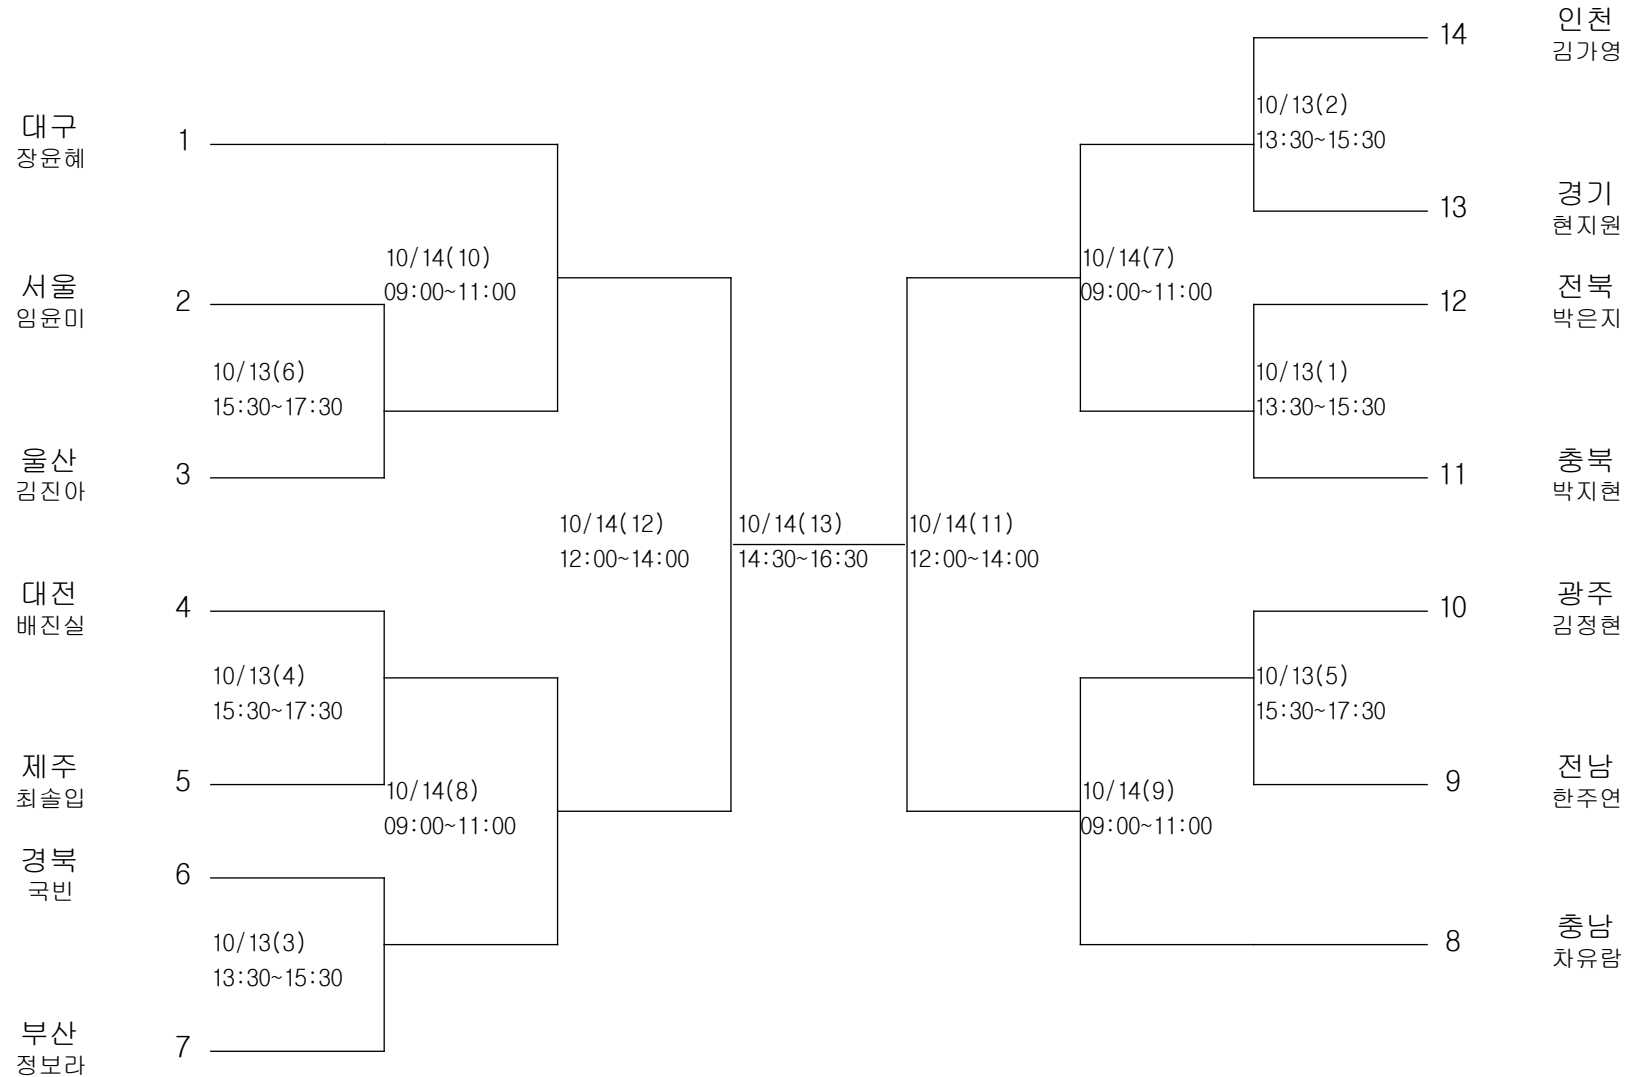 대구
장윤혜
1
서울
임윤미
2
울산
김진아
3
대전
배진실
4
제주
최솔입
5
경북
국빈
6
부산
정보라
7
10/13(6)
15:30~17:30
10/13(4)
15:30~17:30
10/13(3)
13:30~15:30
10/14(10)
09:00~11:00
10/14(8)
09:00~11:00
10/14(12)
12:00~14:00
10/14(13)
14:30~16:30
10/14(11)
12:00~14:00
10/14(7)
09:00~11:00
10/14(9)
09:00~11:00
10/13(2)
13:30~15:30
10/13(1)
13:30~15:30
10/13(5)
15:30~17:30
14
인천
김가영
13
경기
현지원
12
전북
박은지
11
충북
박지현
10
광주
김정현
9
전남
한주연
8
충남
차유람